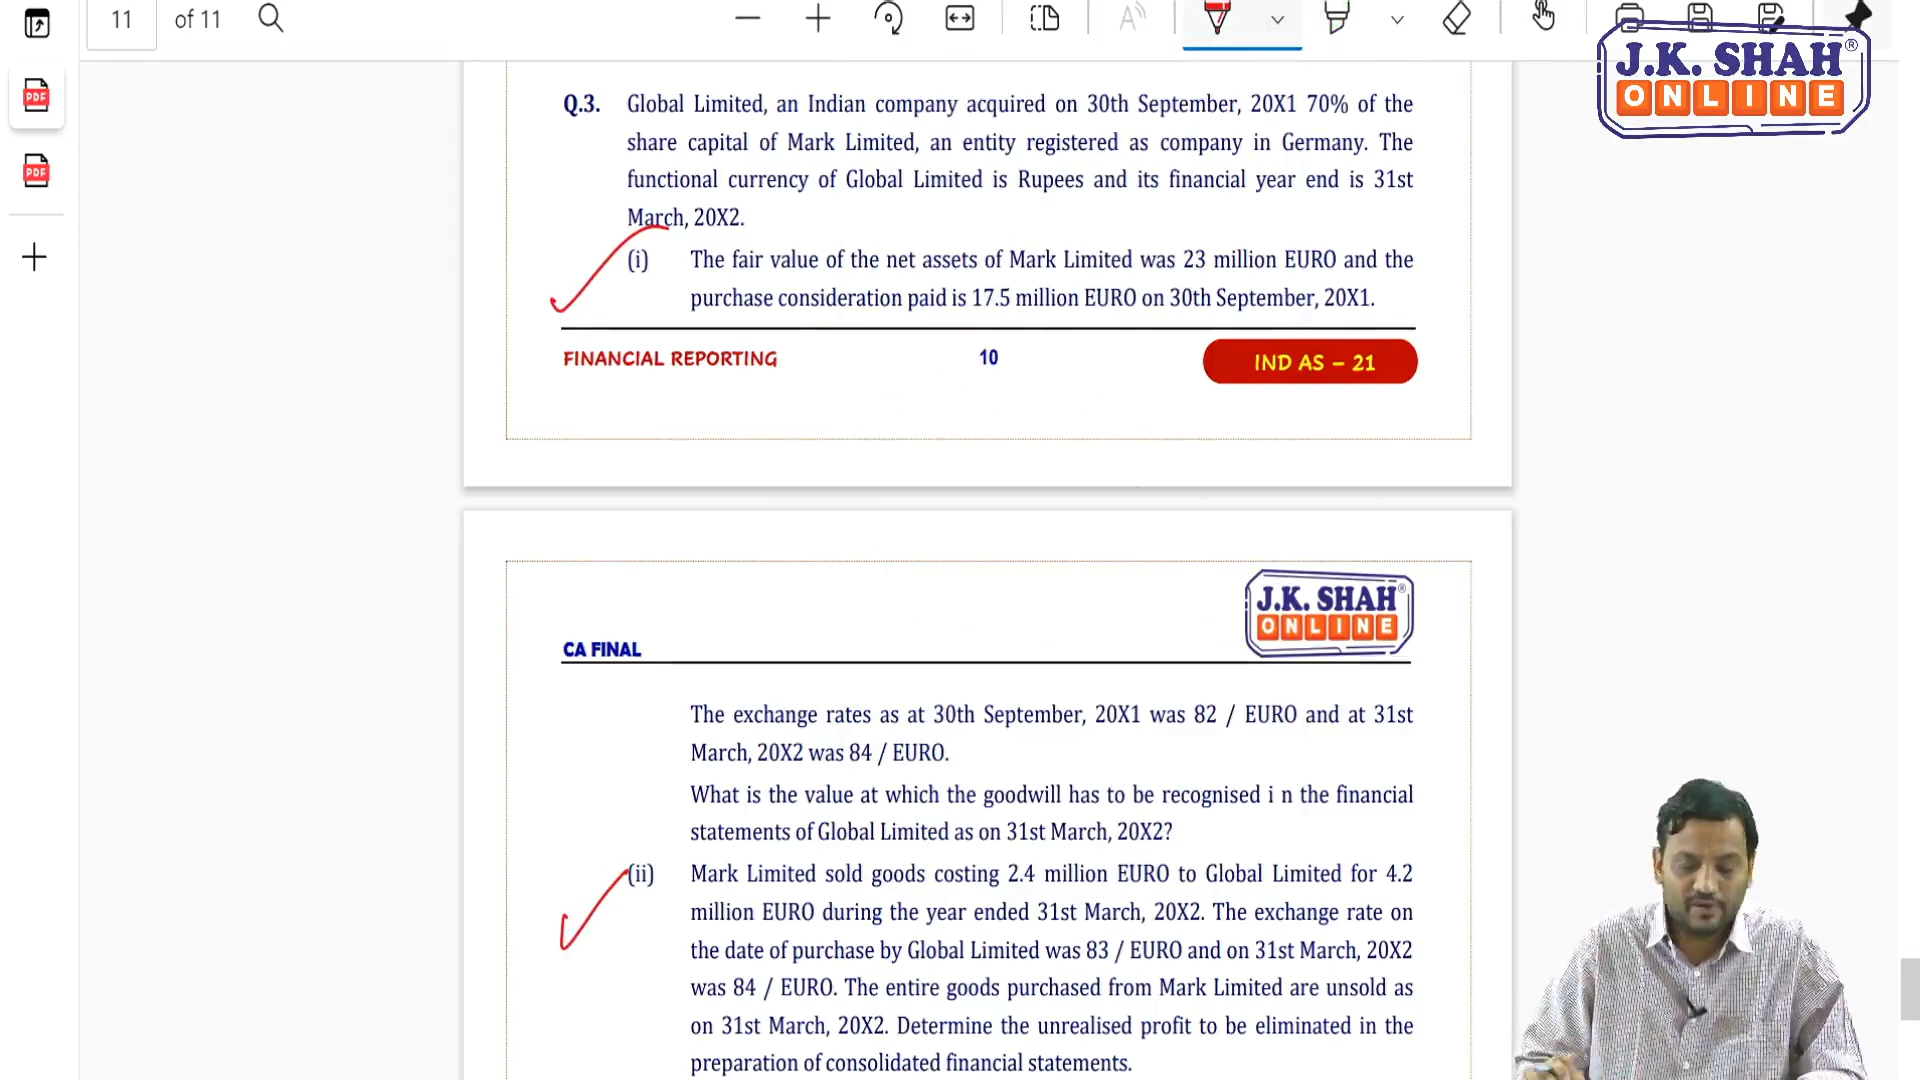 11 of 11
J.K. SHAH®
ONLINE
PDF
PDF
Q.3. Global Limited, an Indian company acquired on 30th September, 20X1 70% of the
share capital of Mark Limited, an entity registered as company in Germany. The
functional currency of Global Limited is Rupees and its financial year end is 31st
March, 20X2.
(i) The fair value of the net assets of Mark Limited was 23 million EURO and the
purchase consideration paid is 17.5 million EURO on 30th September, 20X1.
FINANCIAL REPORTING 10 IND AS – 21
J.K. SHAH®
ONLINE
CA FINAL
The exchange rates as at 30th September, 20X1 was 82 / EURO and at 31st
March, 20X2 was 84 / EURO.
What is the value at which the goodwill has to be recognised i n the financial
statements of Global Limited as on 31st March, 20X2?
(ii) Mark Limited sold goods costing 2.4 million EURO to Global Limited for 4.2
million EURO during the year ended 31st March, 20X2. The exchange rate on
the date of purchase by Global Limited was 83 / EURO and on 31st March, 20X2
was 84 / EURO. The entire goods purchased from Mark Limited are unsold as
on 31st March, 20X2. Determine the unrealised profit to be eliminated in the
preparation of consolidated financial statements.